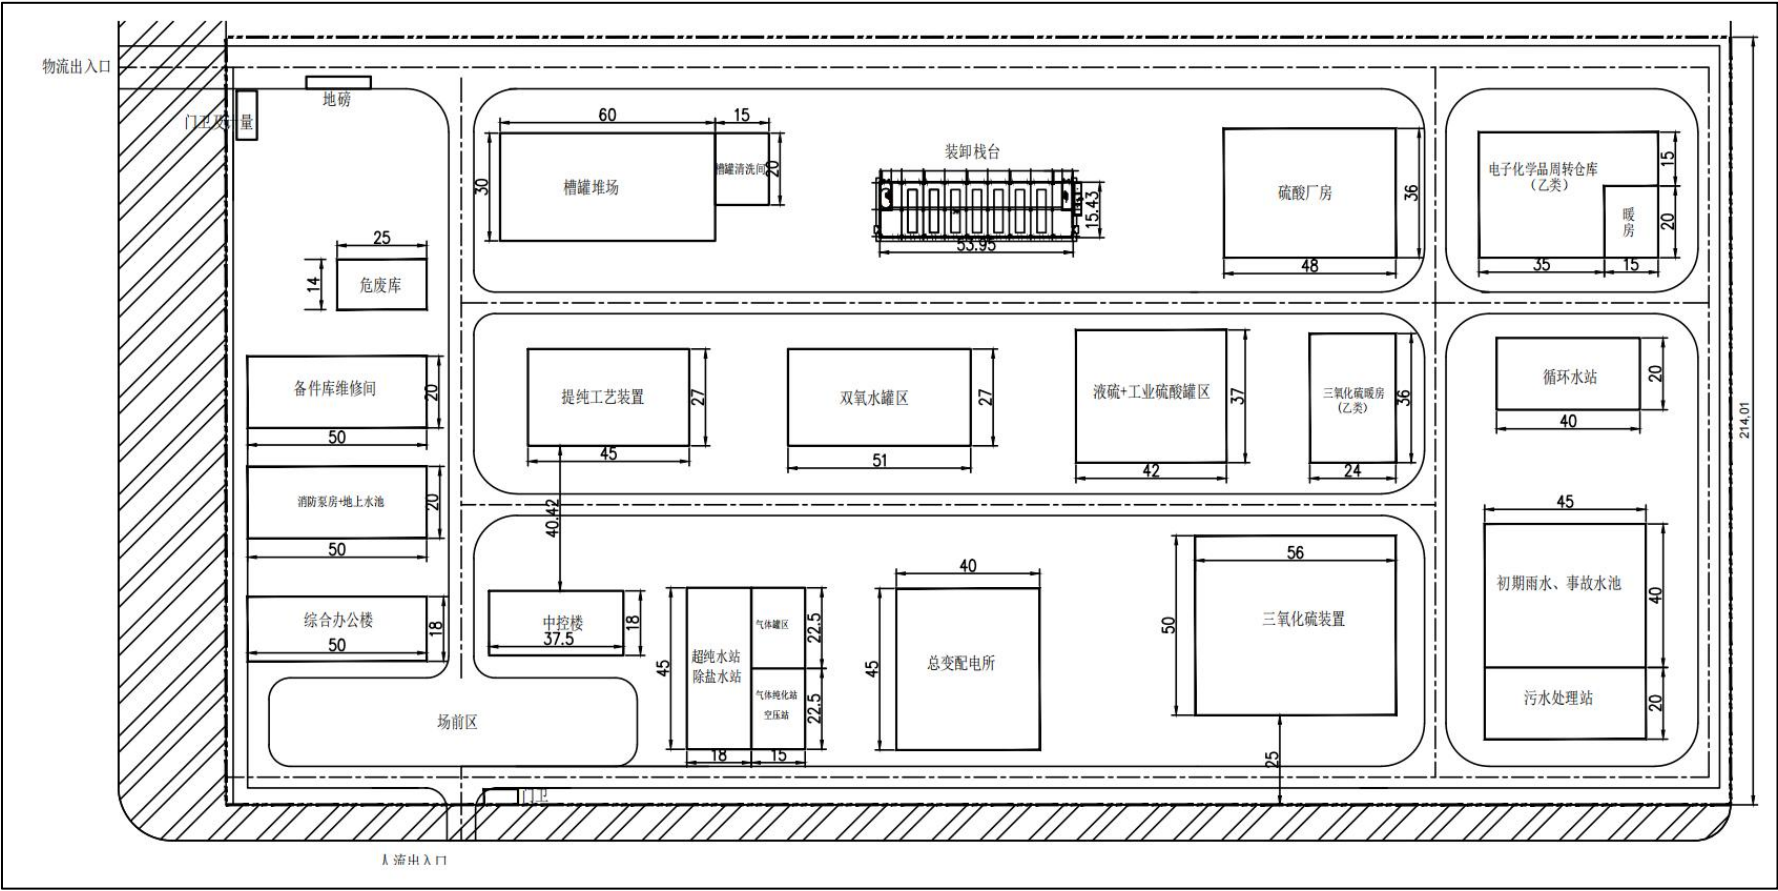 物流出入口
地磅
门卫及计量
60
15
30
槽罐堆场
槽罐清洗间
20
装卸栈台
15.43
53.95
硫酸厂房
36
48
电子化学品周转仓库
（乙类）
15
暖
房
20
35
15
25
14
危废库
备件库维修间
20
50
提纯工艺装置
27
45
双氧水罐区
27
51
液硫+工业硫酸罐区
37
42
三氧化硫暖房
（乙类）
36
24
循环水站
20
40
214.01
消防泵房+地上水池
20
50
40.42
综合办公楼
18
50
中控楼
18
37.5
45
超纯水站
除盐水站
气体罐区
22.5
气体纯化站
空压站
22.5
18
15
40
45
总变配电所
56
50
三氧化硫装置
25
45
初期雨水、事故水池
40
污水处理站
20
场前区
门卫
人流出入口